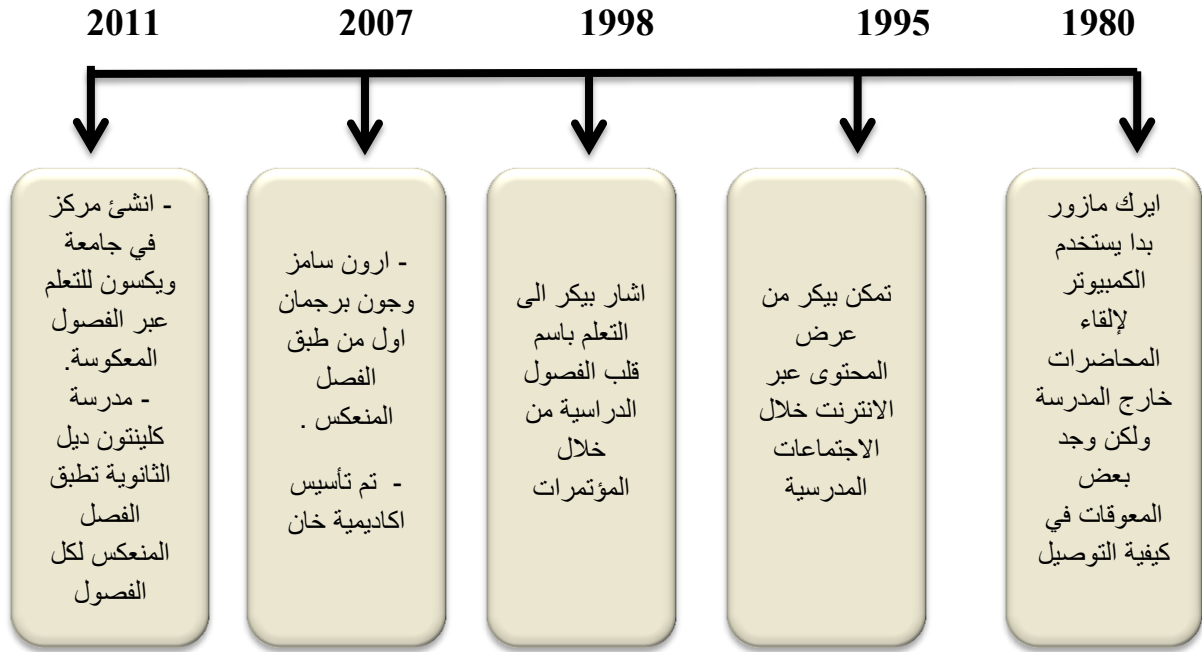 1980
1995
1998
2007
2011
ايرك مازور
بدا يستخدم
الكمبيوتر
لإلقاء
المحاضرات
خارج المدرسة
ولكن وجد
بعض
المعوقات في
كيفية التوصيل
تمكن بيكر من
عرض
المحتوى عبر
الانترنت خلال
الاجتماعات
المدرسية
اشار بيكر الى
التعلم باسم
قلب الفصول
الدراسية من
خلال
المؤتمرات
- ارون سامز
وجون برجمان
اول من طبق
الفصل
المنعكس .
- تم تأسيس
اكاديمية خان
- انشئ مركز
في جامعة
ويكسون للتعلم
عبر الفصول
المعكوسة.
- مدرسة
كلينتون ديل
الثانوية تطبق
الفصل
المنعكس لكل
الفصول